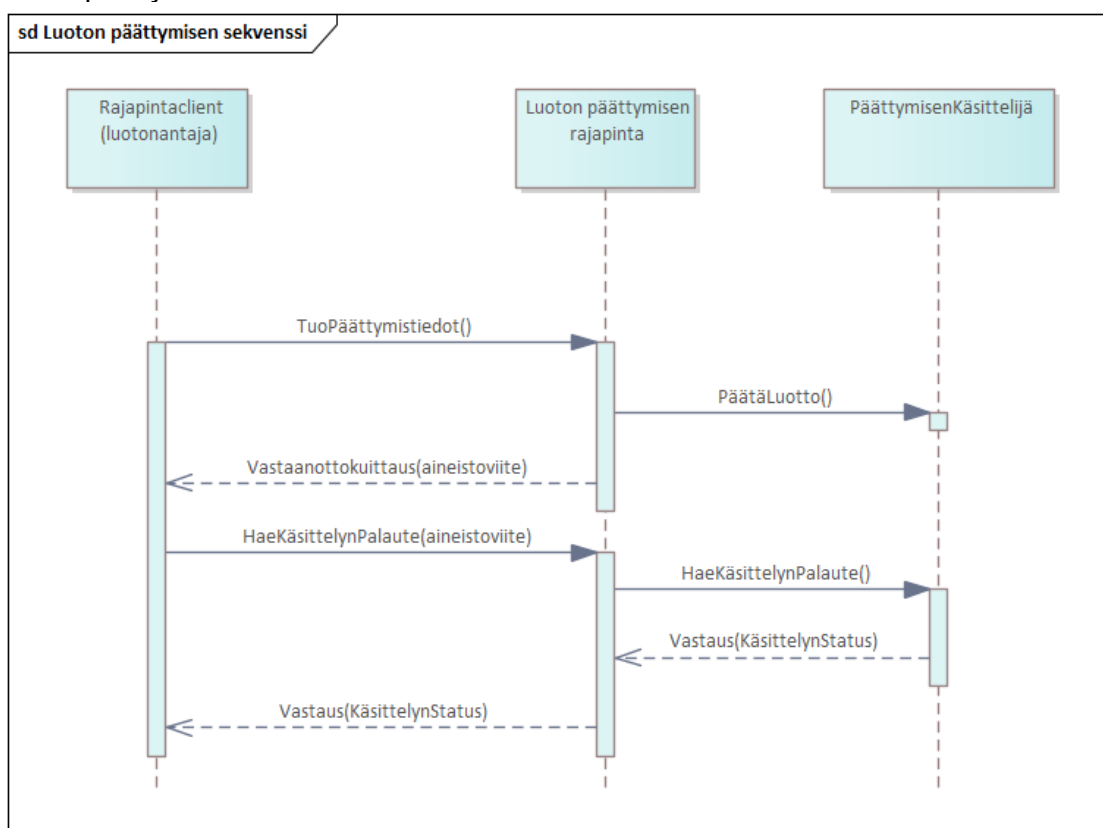 sd Luoton päättymisen sekvenssi
Rajapintaclient
(luotonantaja)
Luoton päättymisen
rajapinta
PäättymisenKäsittelijä
TuoPäättymistiedot()
PäätäLuotto()
Vastaanottokuittaus(aineistoviite)
HaeKäsittelynPalaute(aineistoviite)
HaeKäsittelynPalaute()
Vastaus(KäsittelynStatus)
Vastaus(KäsittelynStatus)